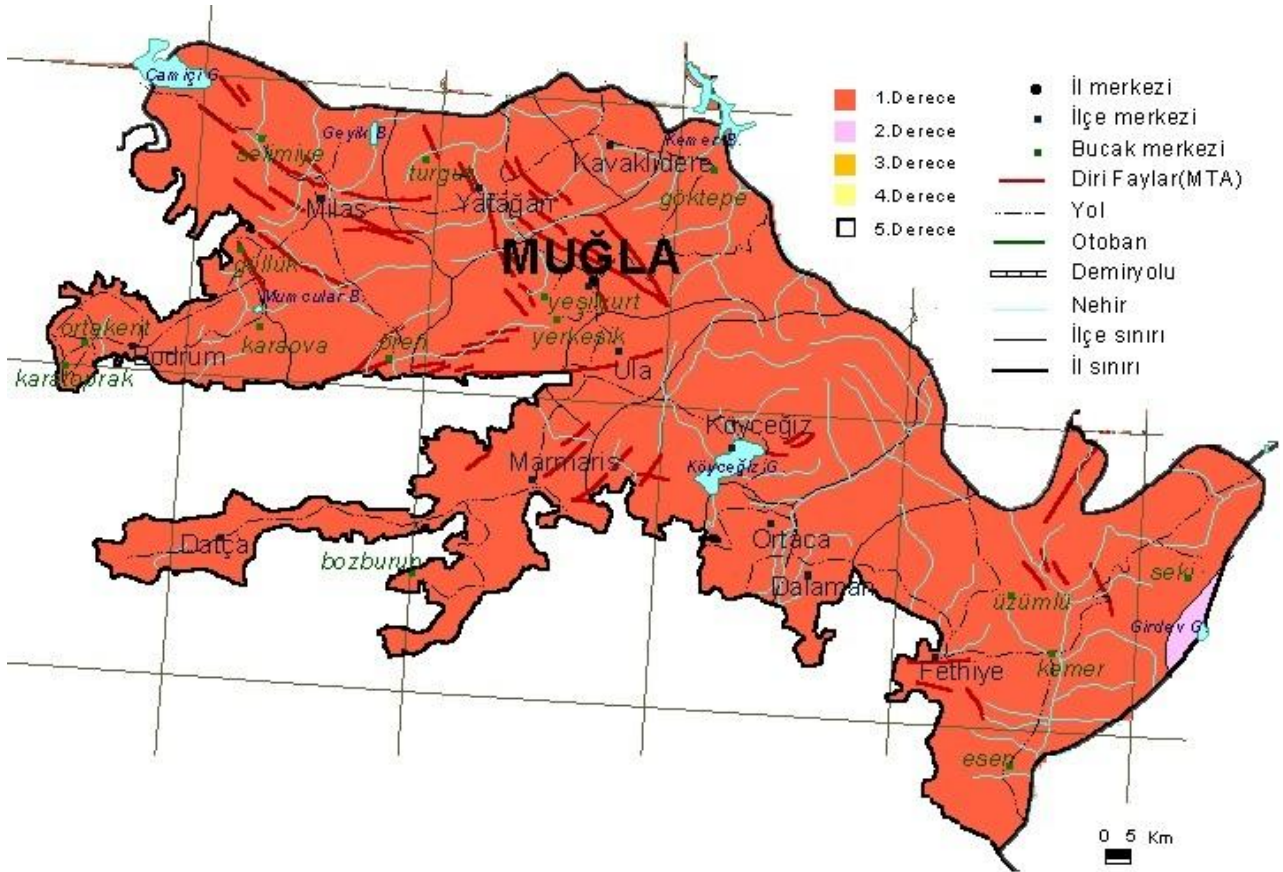 Çamiçi G.
Geyik B.
Kemer B.
selimiye
turgut
Kavaklıdere
göktepe
Milas
Yatağan
MUĞLA
güllük
Mumcular B.
yeşilyurt
ortakent
karaova
ören
yerkesik
Bodrum
karatoprak
Ula
Köyceğiz
Köyceğiz G.
Marmaris
Datça
bozburun
Ortaca
Dalaman
üzümlü
seki
Girdev G.
Fethiye
kemer
esen
1.Derece
2.Derece
3.Derece
4.Derece
5.Derece
İl merkezi
İlçe merkezi
Bucak merkezi
Diri Faylar(MTA)
Yol
Otoban
Demiryolu
Nehir
İlçe sınırı
İl sınırı
0 5 Km